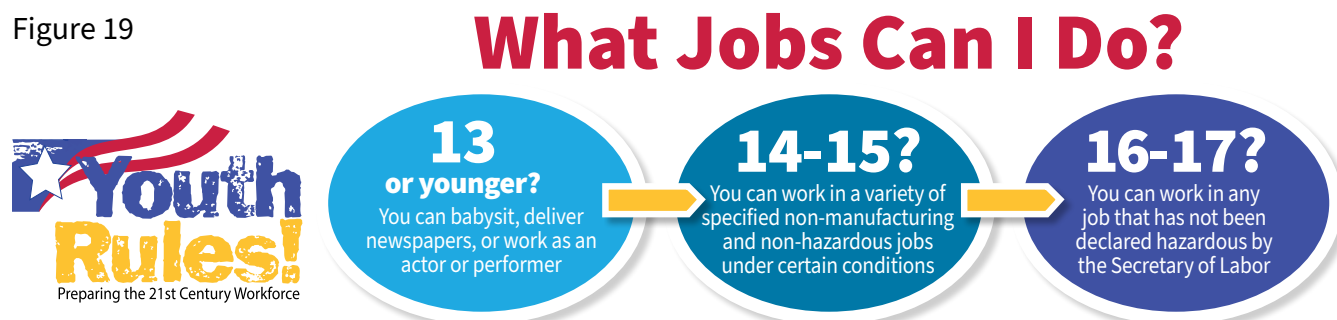 Figure 19
What Jobs Can I Do?
Youth
Rules!
Preparing the 21st Century Workforce
13
or younger?
You can babysit, deliver
newspapers, or work as an
actor or performer
14-15?
You can work in a variety of
specified non-manufacturing
and non-hazardous jobs
under certain conditions
16-17?
You can work in any
job that has not been
declared hazardous by
the Secretary of Labor